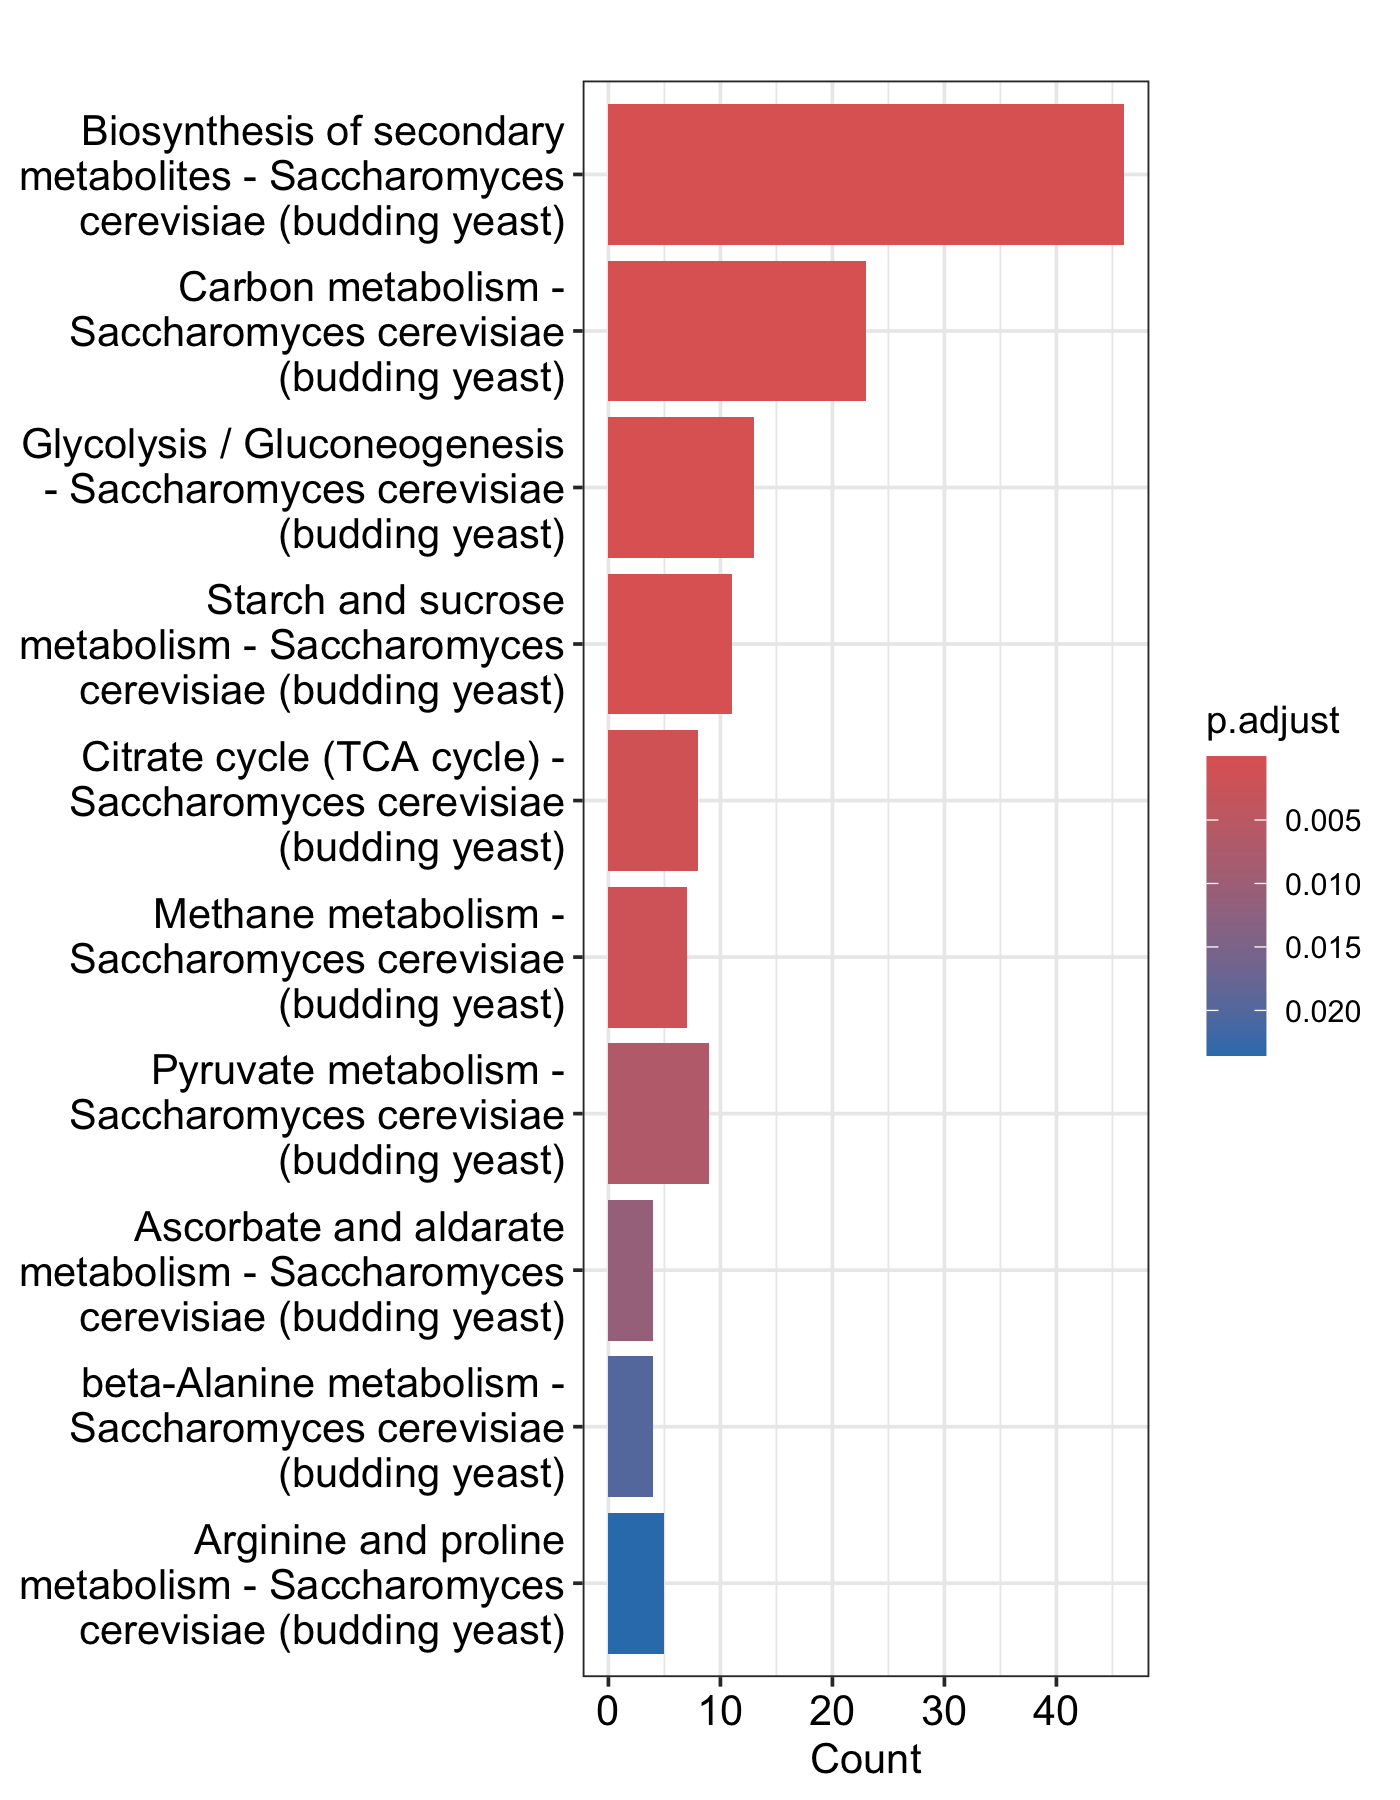 Biosynthesis of secondary
metabolites - Saccharomyces
cerevisiae (budding yeast)
Carbon metabolism -
Saccharomyces cerevisiae
(budding yeast)
Glycolysis / Gluconeogenesis
- Saccharomyces cerevisiae
(budding yeast)
Starch and sucrose
metabolism - Saccharomyces
cerevisiae (budding yeast)
Citrate cycle (TCA cycle) -
Saccharomyces cerevisiae
(budding yeast)
Methane metabolism -
Saccharomyces cerevisiae
(budding yeast)
Pyruvate metabolism -
Saccharomyces cerevisiae
(budding yeast)
Ascorbate and aldarate
metabolism - Saccharomyces
cerevisiae (budding yeast)
beta-Alanine metabolism -
Saccharomyces cerevisiae
(budding yeast)
Arginine and proline
metabolism - Saccharomyces
cerevisiae (budding yeast)
0 10 20 30 40
Count
p.adjust
0.005
0.010
0.015
0.020